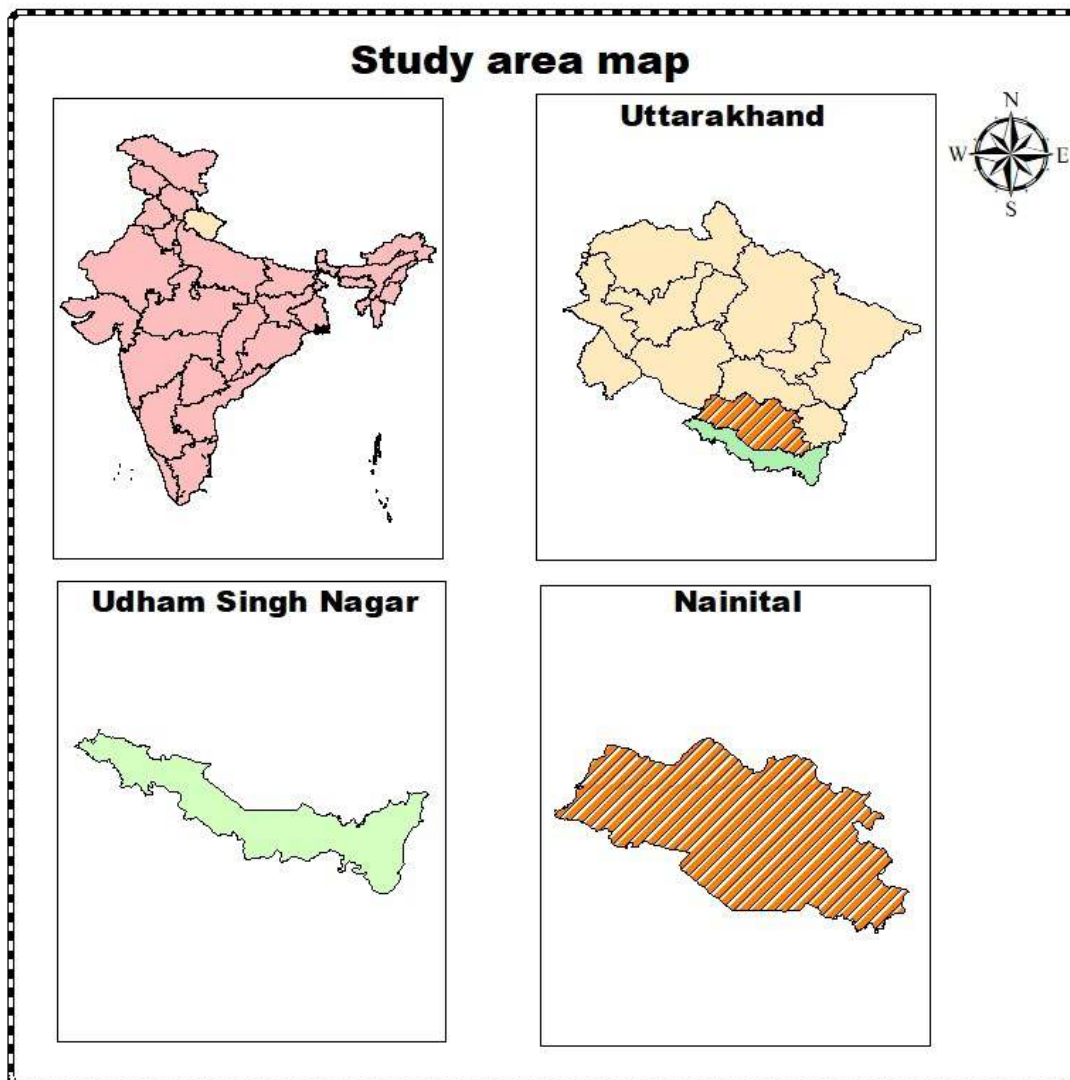 Study area map
Uttarakhand
N
W E
S
Udham Singh Nagar
Nainital